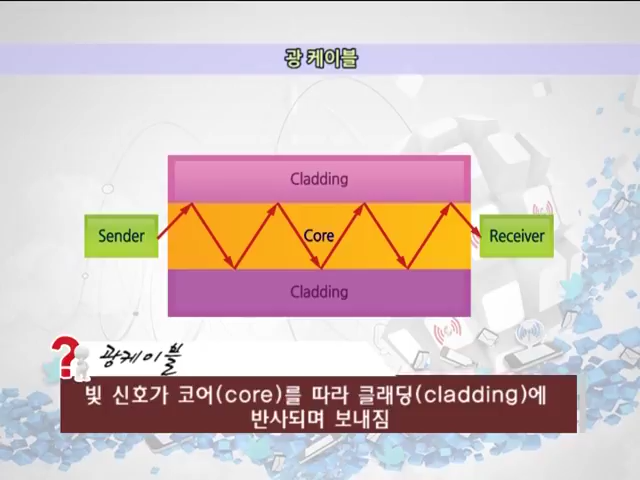 광 케이블
Cladding
Sender
Core
Receiver
Cladding
광케이블
빛 신호가 코어(core)를 따라 클래딩(cladding)에
반사되며 보내짐